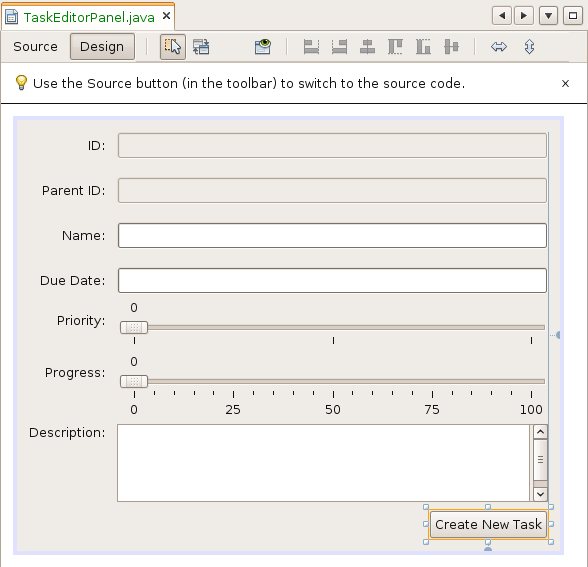 TaskEditorPanel.java
Source Design
Use the Source button (in the toolbar) to switch to the source code.
ID:
Parent ID:
Name:
Due Date:
0
Priority:
0
Progress:
0 25 50 75 100
Description:
Create New Task